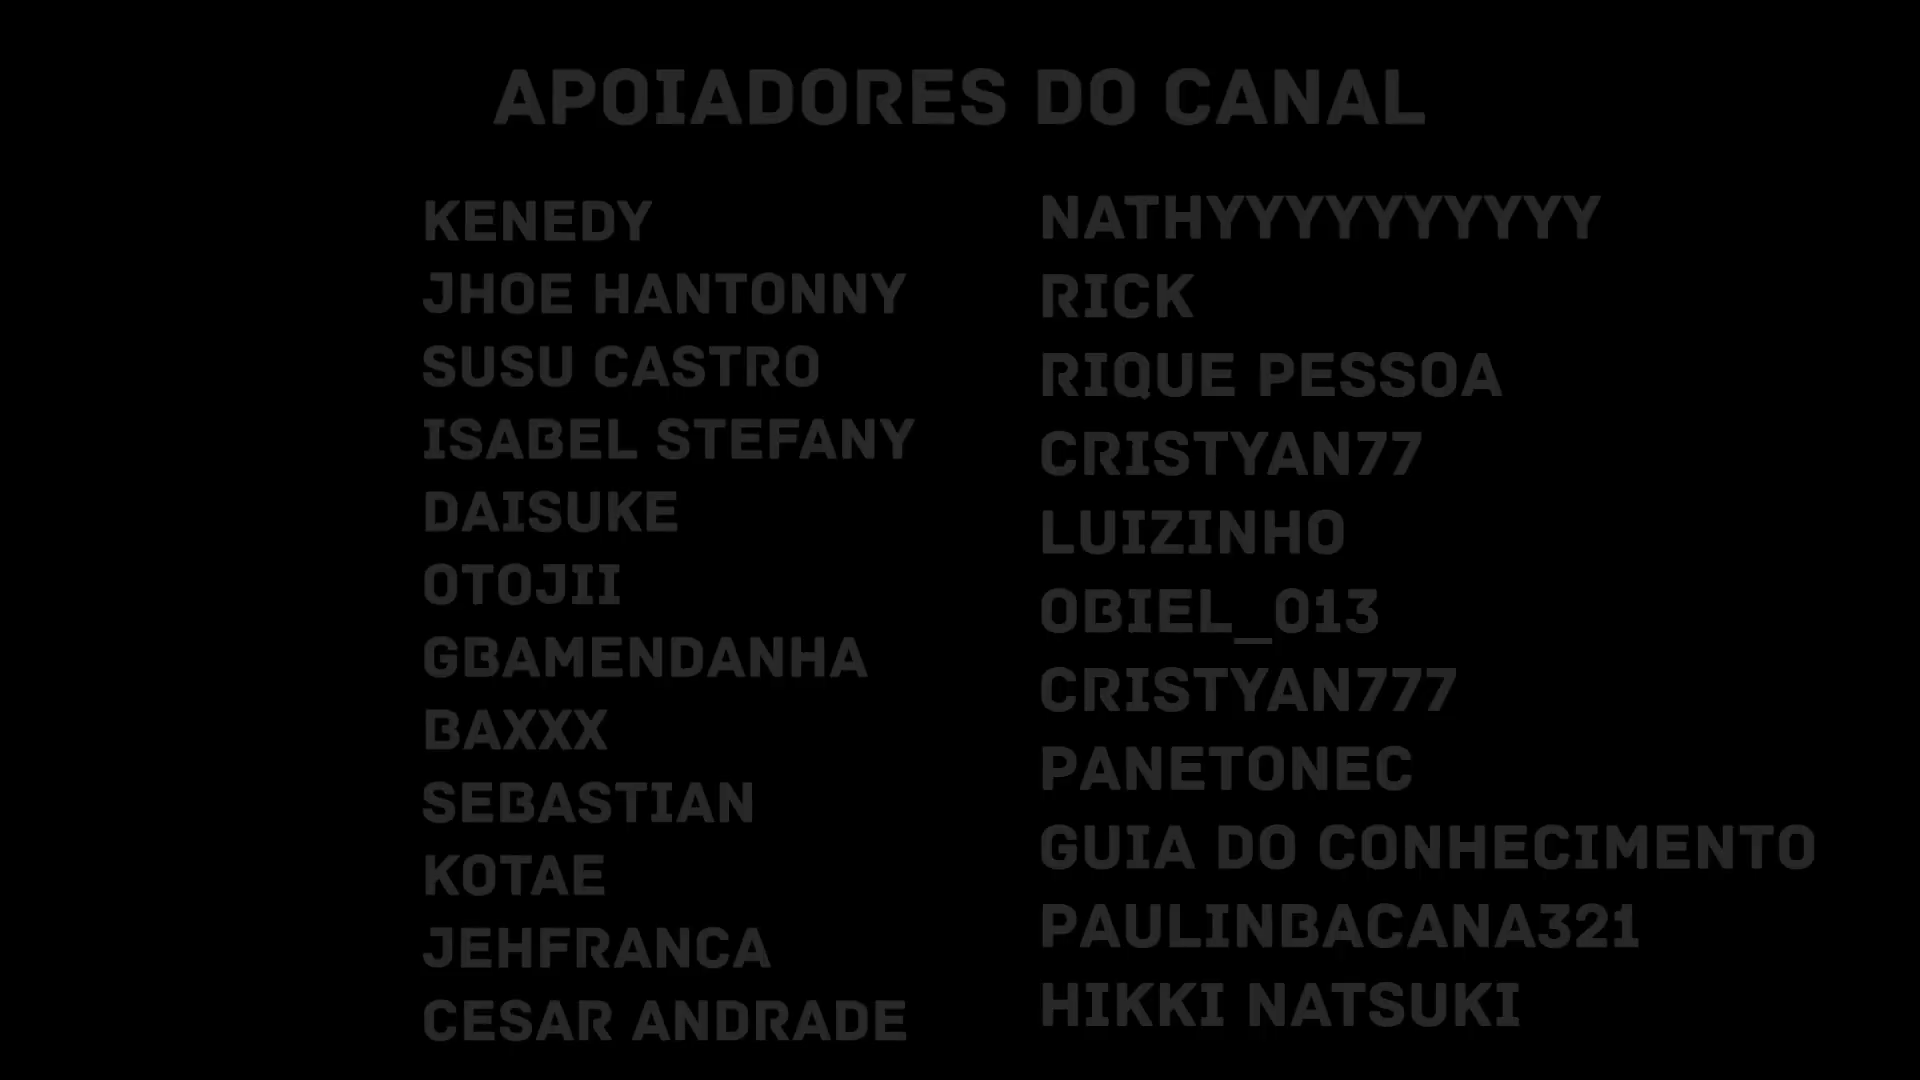 APOIADORES DO CANAL
KENEDY
JHOE HANTONNY
SUSU CASTRO
ISABEL STEFANY
DAISUKE
OTOJII
GBAMENDANHA
BAXXX
SEBASTIAN
KOTAE
JEHFRANCA
CESAR ANDRADE
NATHYYYYYYYYYY
RICK
RIQUE PESSOA
CRISTYAN77
LUIZINHO
OBIEL_013
CRISTYAN777
PANETONEC
GUIA DO CONHECIMENTO
PAULINBACANA321
HIKKI NATSUKI